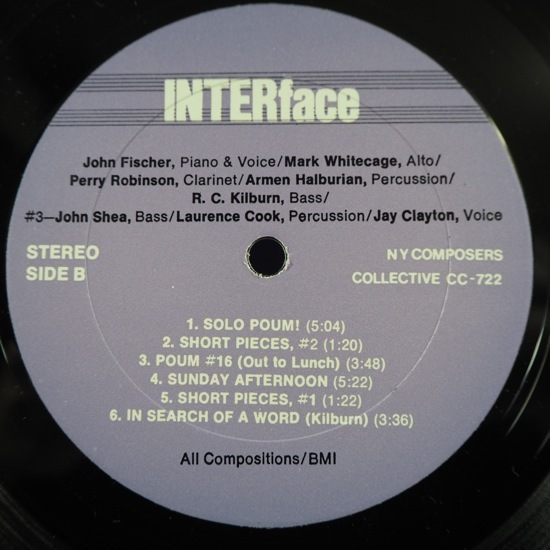 INTERface
John Fischer, Piano & Voice/Mark Whitecage, Alto/
Perry Robinson, Clarinet/Armen Halburian, Percussion/
R. C. Kilburn, Bass/
#3—John Shea, Bass/Laurence Cook, Percussion/Jay Clayton, Voice
STEREO
SIDE B
N Y COMPOSERS
COLLECTIVE CC-722
1. SOLO POUM! (5:04)
2. SHORT PIECES, #2 (1:20)
3. POUM #16 (Out to Lunch) (3:48)
4. SUNDAY AFTERNOON (5:22)
5. SHORT PIECES, #1 (1:22)
6. IN SEARCH OF A WORD (Kilburn) (3:36)
All Compositions/BMI